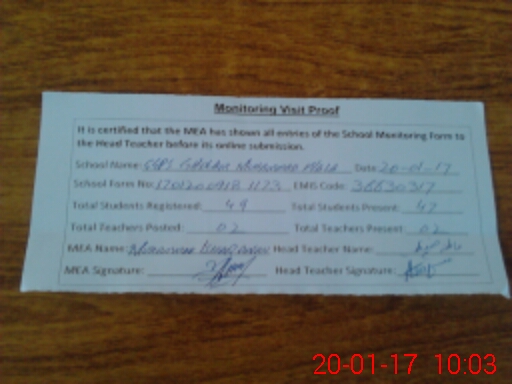 Monitoring Visit Proof
It is certified that the MEA has shown all entries of the School Monitoring Form to
the Head Teacher before its online submission.
School Name: GGPS Date 20-01-17
School Form No: EMIS Code: 38830317
Total Students Registered: 49 Total Students Present: 47
Total Teachers Posted: 02 Total Teachers Present: 02
MEA Name: Muhammad Head Teacher Name:
MEA Signature: Head Teacher Signature:
20-01-17 10:03